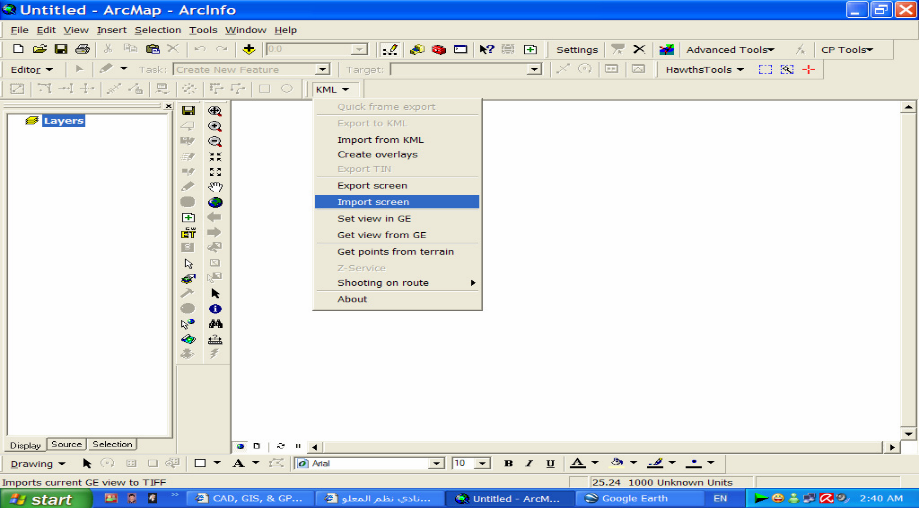 Untitled - ArcMap - ArcInfo
File Edit View Insert Selection Tools Window Help
0:0 Settings Advanced Tools CP Tools
Editor Task: Create New Feature Target: HawthsTools
KML
Layers
Quick frame export
Export to KML
Import from KML
Create overlays
Export TIN
Export screen
Import screen
Set view in GE
Get view from GE
Get points from terrain
Z-Service
Shooting on route
About
Display Source Selection
Drawing Arial 10 B I U A
Imports current GE view to TIFF 25.24 1000 Unknown Units
start CAD, GIS, & GP... نادي نظم المعلو... Untitled - ArcM... Google Earth EN 2:40 AM